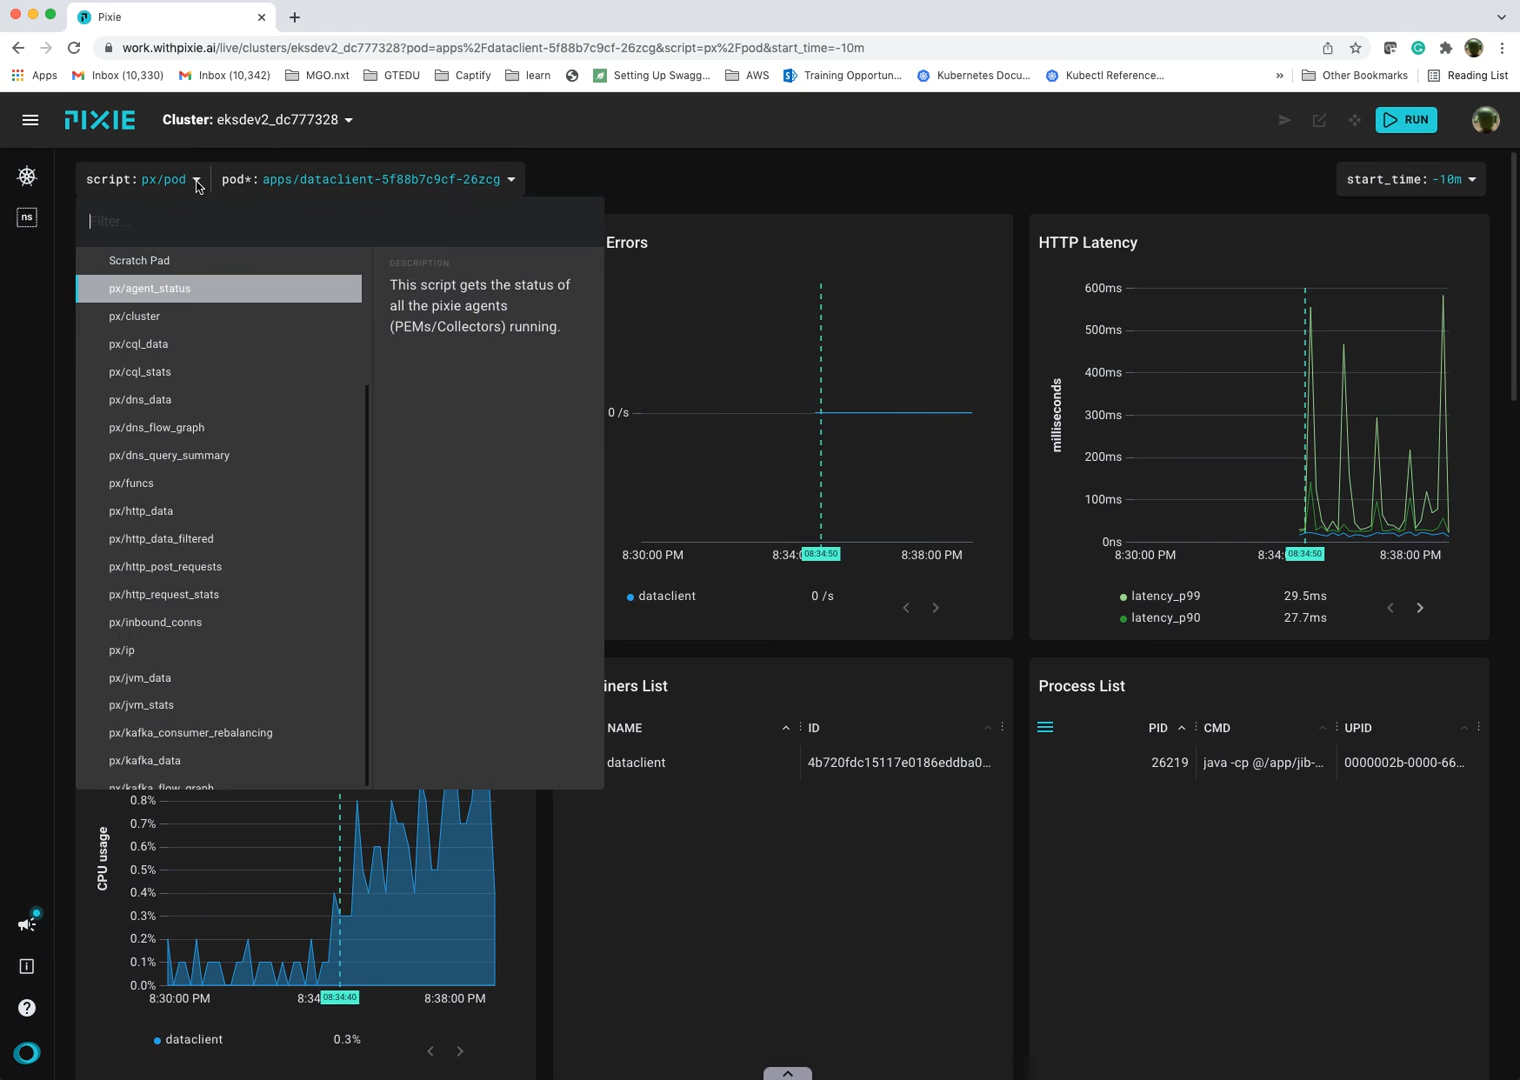 Pixie
work.withpixie.ai/live/clusters/eksdev2_dc777328?pod=apps%2Fdataclient-5f88b7c9cf-26zcg&script=px%2Fpod&start_time=-10m
Apps
Inbox (10,330)
Inbox (10,342)
MGO.nxt
GTEDU
Captify
learn
Setting Up Swagg...
AWS
Training Opportun...
Kubernetes Docu...
Kubectl Reference...
»
Other Bookmarks
Reading List
PIXIE
Cluster: eksdev2_dc777328
RUN
script: px/pod
pod*: apps/dataclient-5f88b7c9cf-26zcg
start_time: -10m
ns
Filter...
Scratch Pad
px/agent_status
px/cluster
px/cql_data
px/cql_stats
px/dns_data
px/dns_flow_graph
px/dns_query_summary
px/funcs
px/http_data
px/http_data_filtered
px/http_post_requests
px/http_request_stats
px/inbound_conns
px/ip
px/jvm_data
px/jvm_stats
px/kafka_consumer_rebalancing
px/kafka_data
px/kafka_flow_graph
DESCRIPTION
This script gets the status of
all the pixie agents
(PEMs/Collectors) running.
Errors
0 /s
8:30:00 PM
8:34:0
08:34:50
8:38:00 PM
dataclient
0 /s
HTTP Latency
milliseconds
600ms
500ms
400ms
300ms
200ms
100ms
0ns
8:30:00 PM
8:34:
08:34:50
8:38:00 PM
latency_p99
29.5ms
latency_p90
27.7ms
iners List
NAME
ID
dataclient
4b720fdc15117e0186eddba0...
Process List
PID
CMD
UPID
26219
java -cp @/app/jib-...
0000002b-0000-66...
CPU usage
0.8%
0.7%
0.6%
0.5%
0.4%
0.3%
0.2%
0.1%
0.0%
8:30:00 PM
8:34
08:34:40
8:38:00 PM
dataclient
0.3%